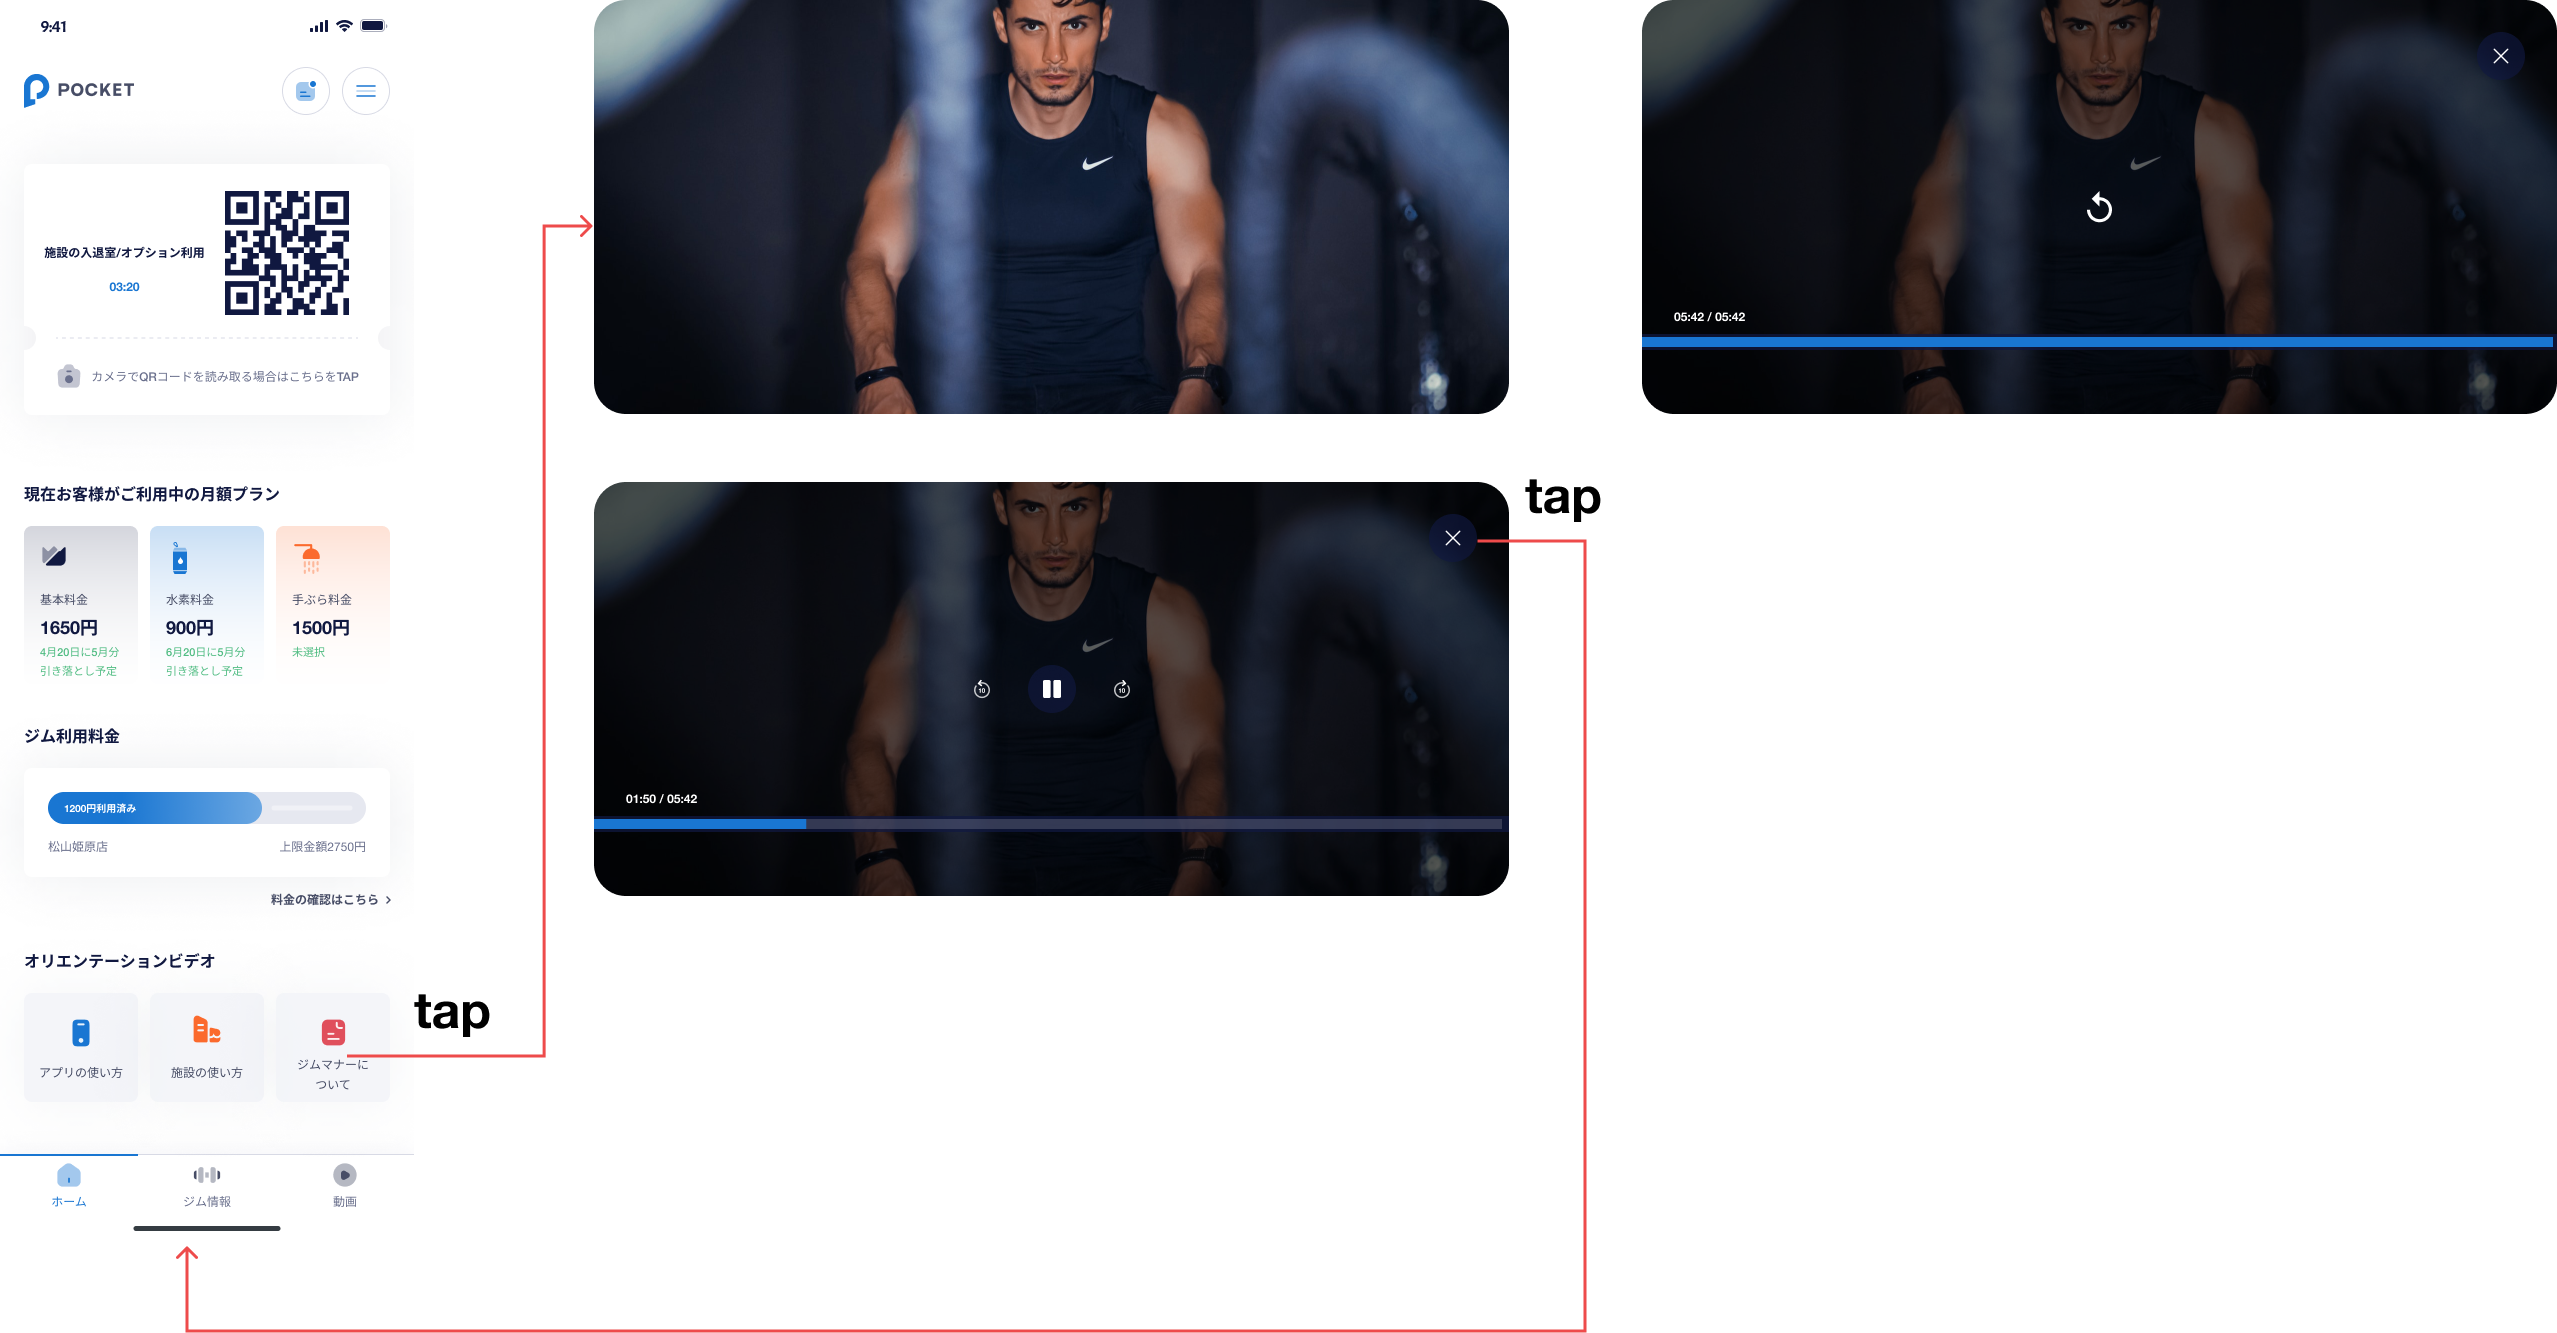 9:41
POCKET
施設の入退室/オプション利用
03:20
カメラでQRコードを読み取る場合はこちらをTAP
現在お客様がご利用中の月額プラン
基本料金
1650円
4月20日に5月分
引き落とし予定
水素料金
900円
6月20日に5月分
引き落とし予定
手ぶら料金
1500円
未選択
ジム利用料金
1200円利用済み
松山姫原店
上限金額2750円
料金の確認はこちら
オリエンテーションビデオ
アプリの使い方
施設の使い方
ジムマナーに
ついて
tap
ホーム
ジム情報
動画
10
10
01:50 / 05:42
tap
05:42 / 05:42